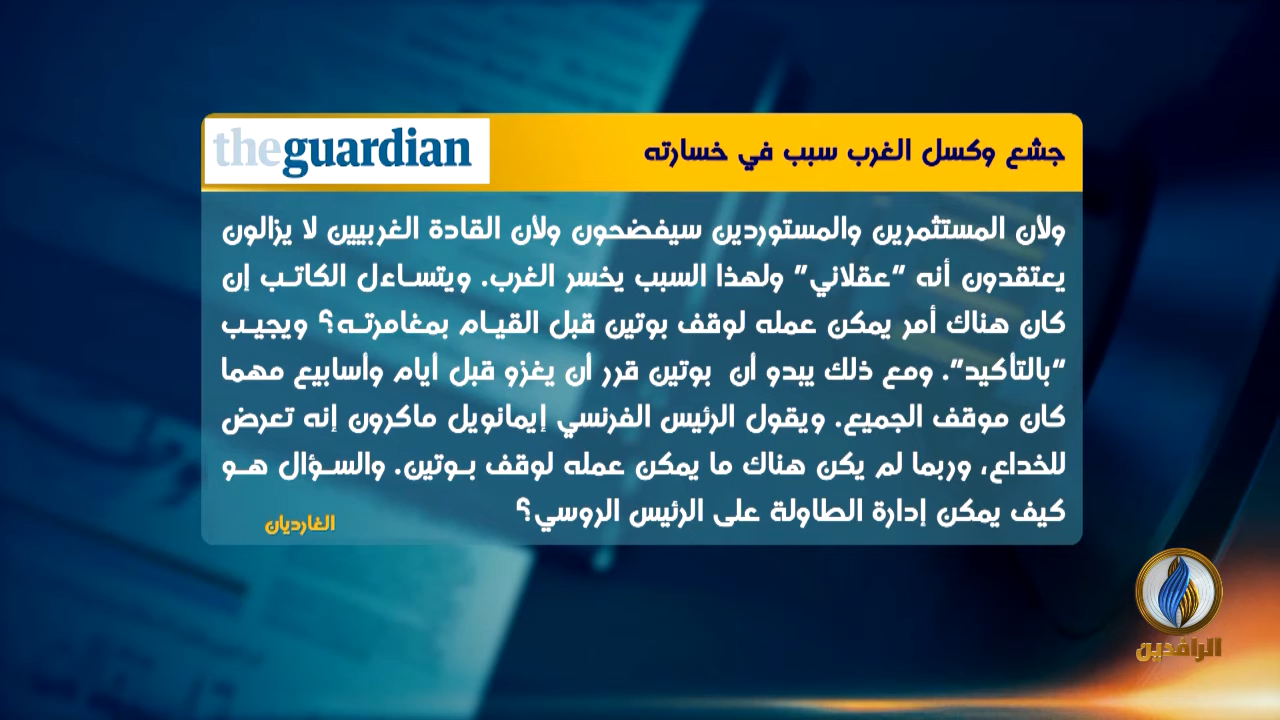 theguardian
جشع وكسل الغرب سبب في خسارته
ولأن المستثمرين والمستوردين سيفضحون ولأن القادة الغربيين لا يزالون
يعتقدون أنه “عقلاني” ولهذا السبب يخسر الغرب. ويتساءل الكاتب إن
كان هناك أمر يمكن عمله لوقف بوتين قبل القيام بمغامرته؟ ويجيب
“بالتأكيد”. ومع ذلك يبدو أن بوتين قرر أن يغزو قبل أيام وأسابيع مهما
كان موقف الجميع. ويقول الرئيس الفرنسي إيمانويل ماكرون إنه تعرض
للخداع، وربما لم يكن هناك ما يمكن عمله لوقف بوتين. والسؤال هو
كيف يمكن إدارة الطاولة على الرئيس الروسي؟
الغارديان
الرافدين